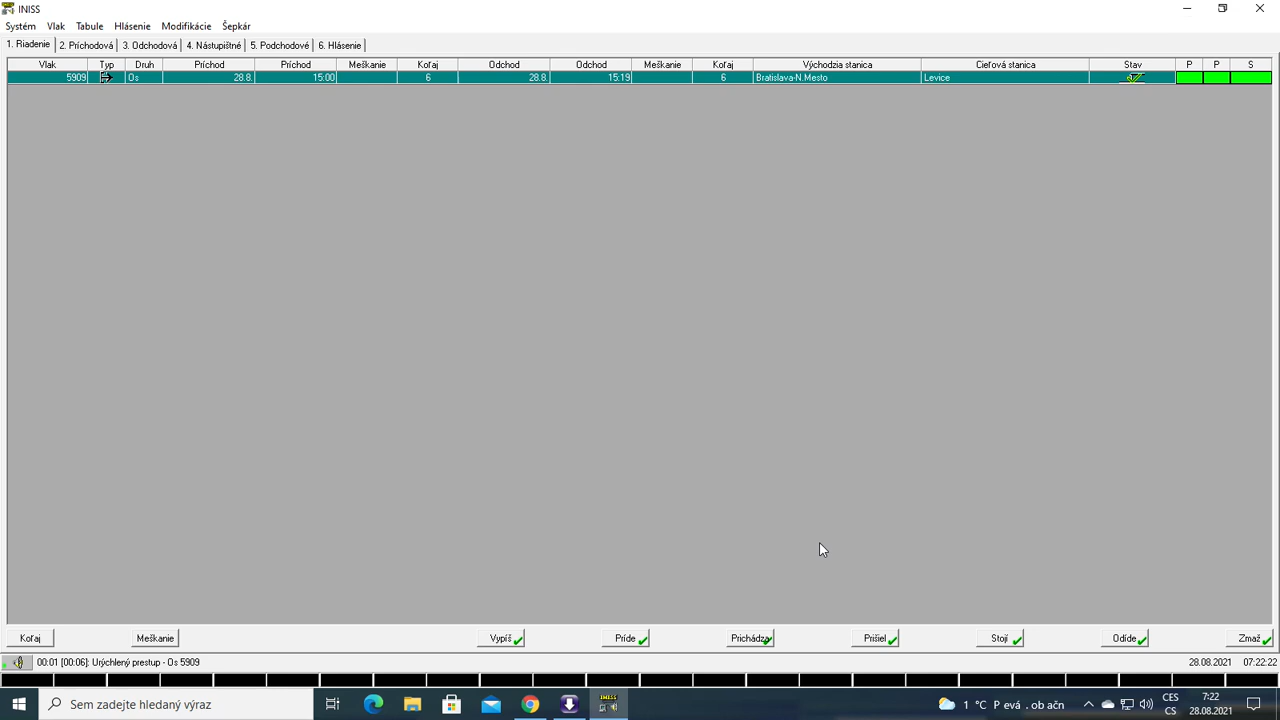 INISS
Systém Vlak Tabule Hlásenie Modifikácie Šepkár
1. Riadenie 2. Príchodová 3. Odchodová 4. Nástupištné 5. Podchodové 6. Hlásenie
Vlak Typ Druh Príchod Príchod Meškanie Koľaj Odchod Odchod Meškanie Koľaj Východzia stanica Cieľová stanica Stav P P S
5909 Os 28.8. 15:00 6 28.8. 15:19 6 Bratislava-N.Mesto Levice
Koľaj Meškanie Vypíš Príde Prichádza Prišiel Stojí Odíde Zmaž
00:01 [00:06]: Urýchlený prestup - Os 5909 28.08.2021 07:22:22
Sem zadejte hledaný výraz 1 °C P evá . ob ačn CES 7:22
CS 28.08.2021